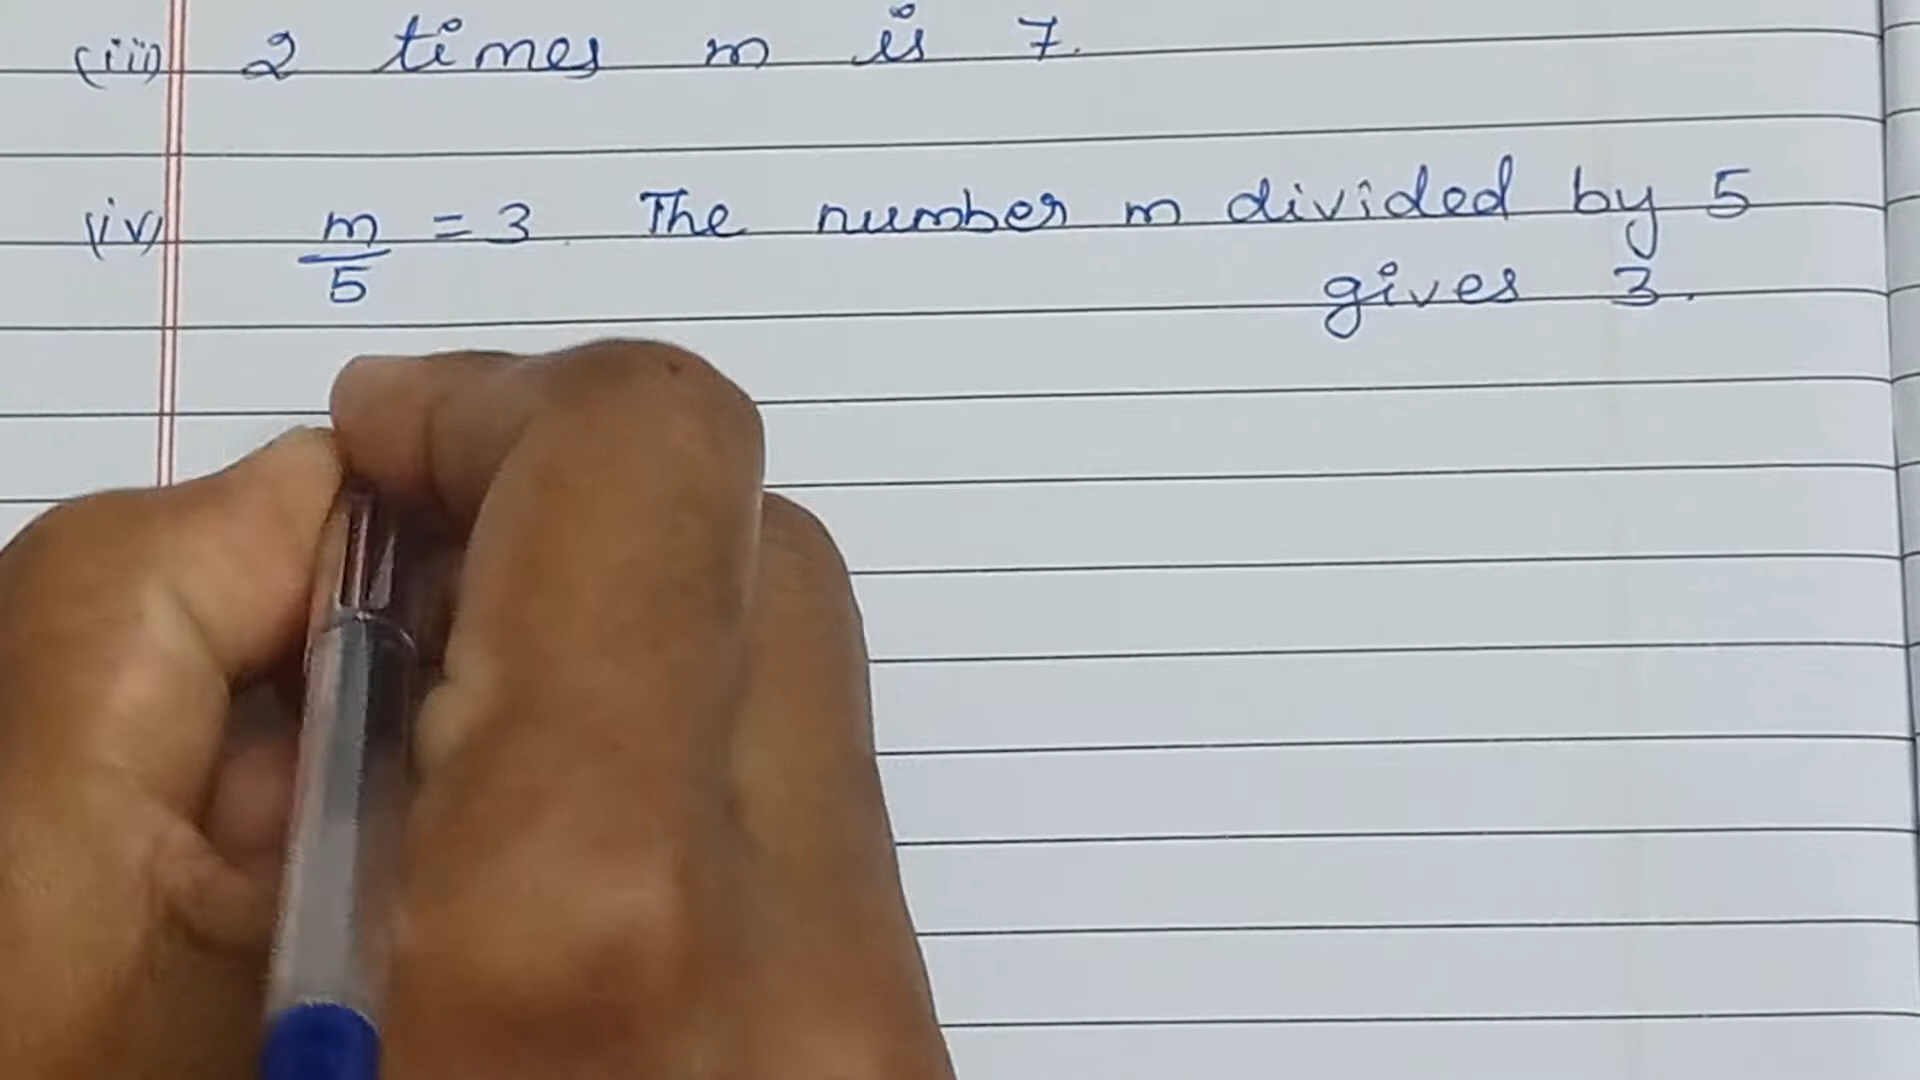 (iii) 2 times m is 7.
(iv) m/5 = 3. The number m divided by 5
gives 3.